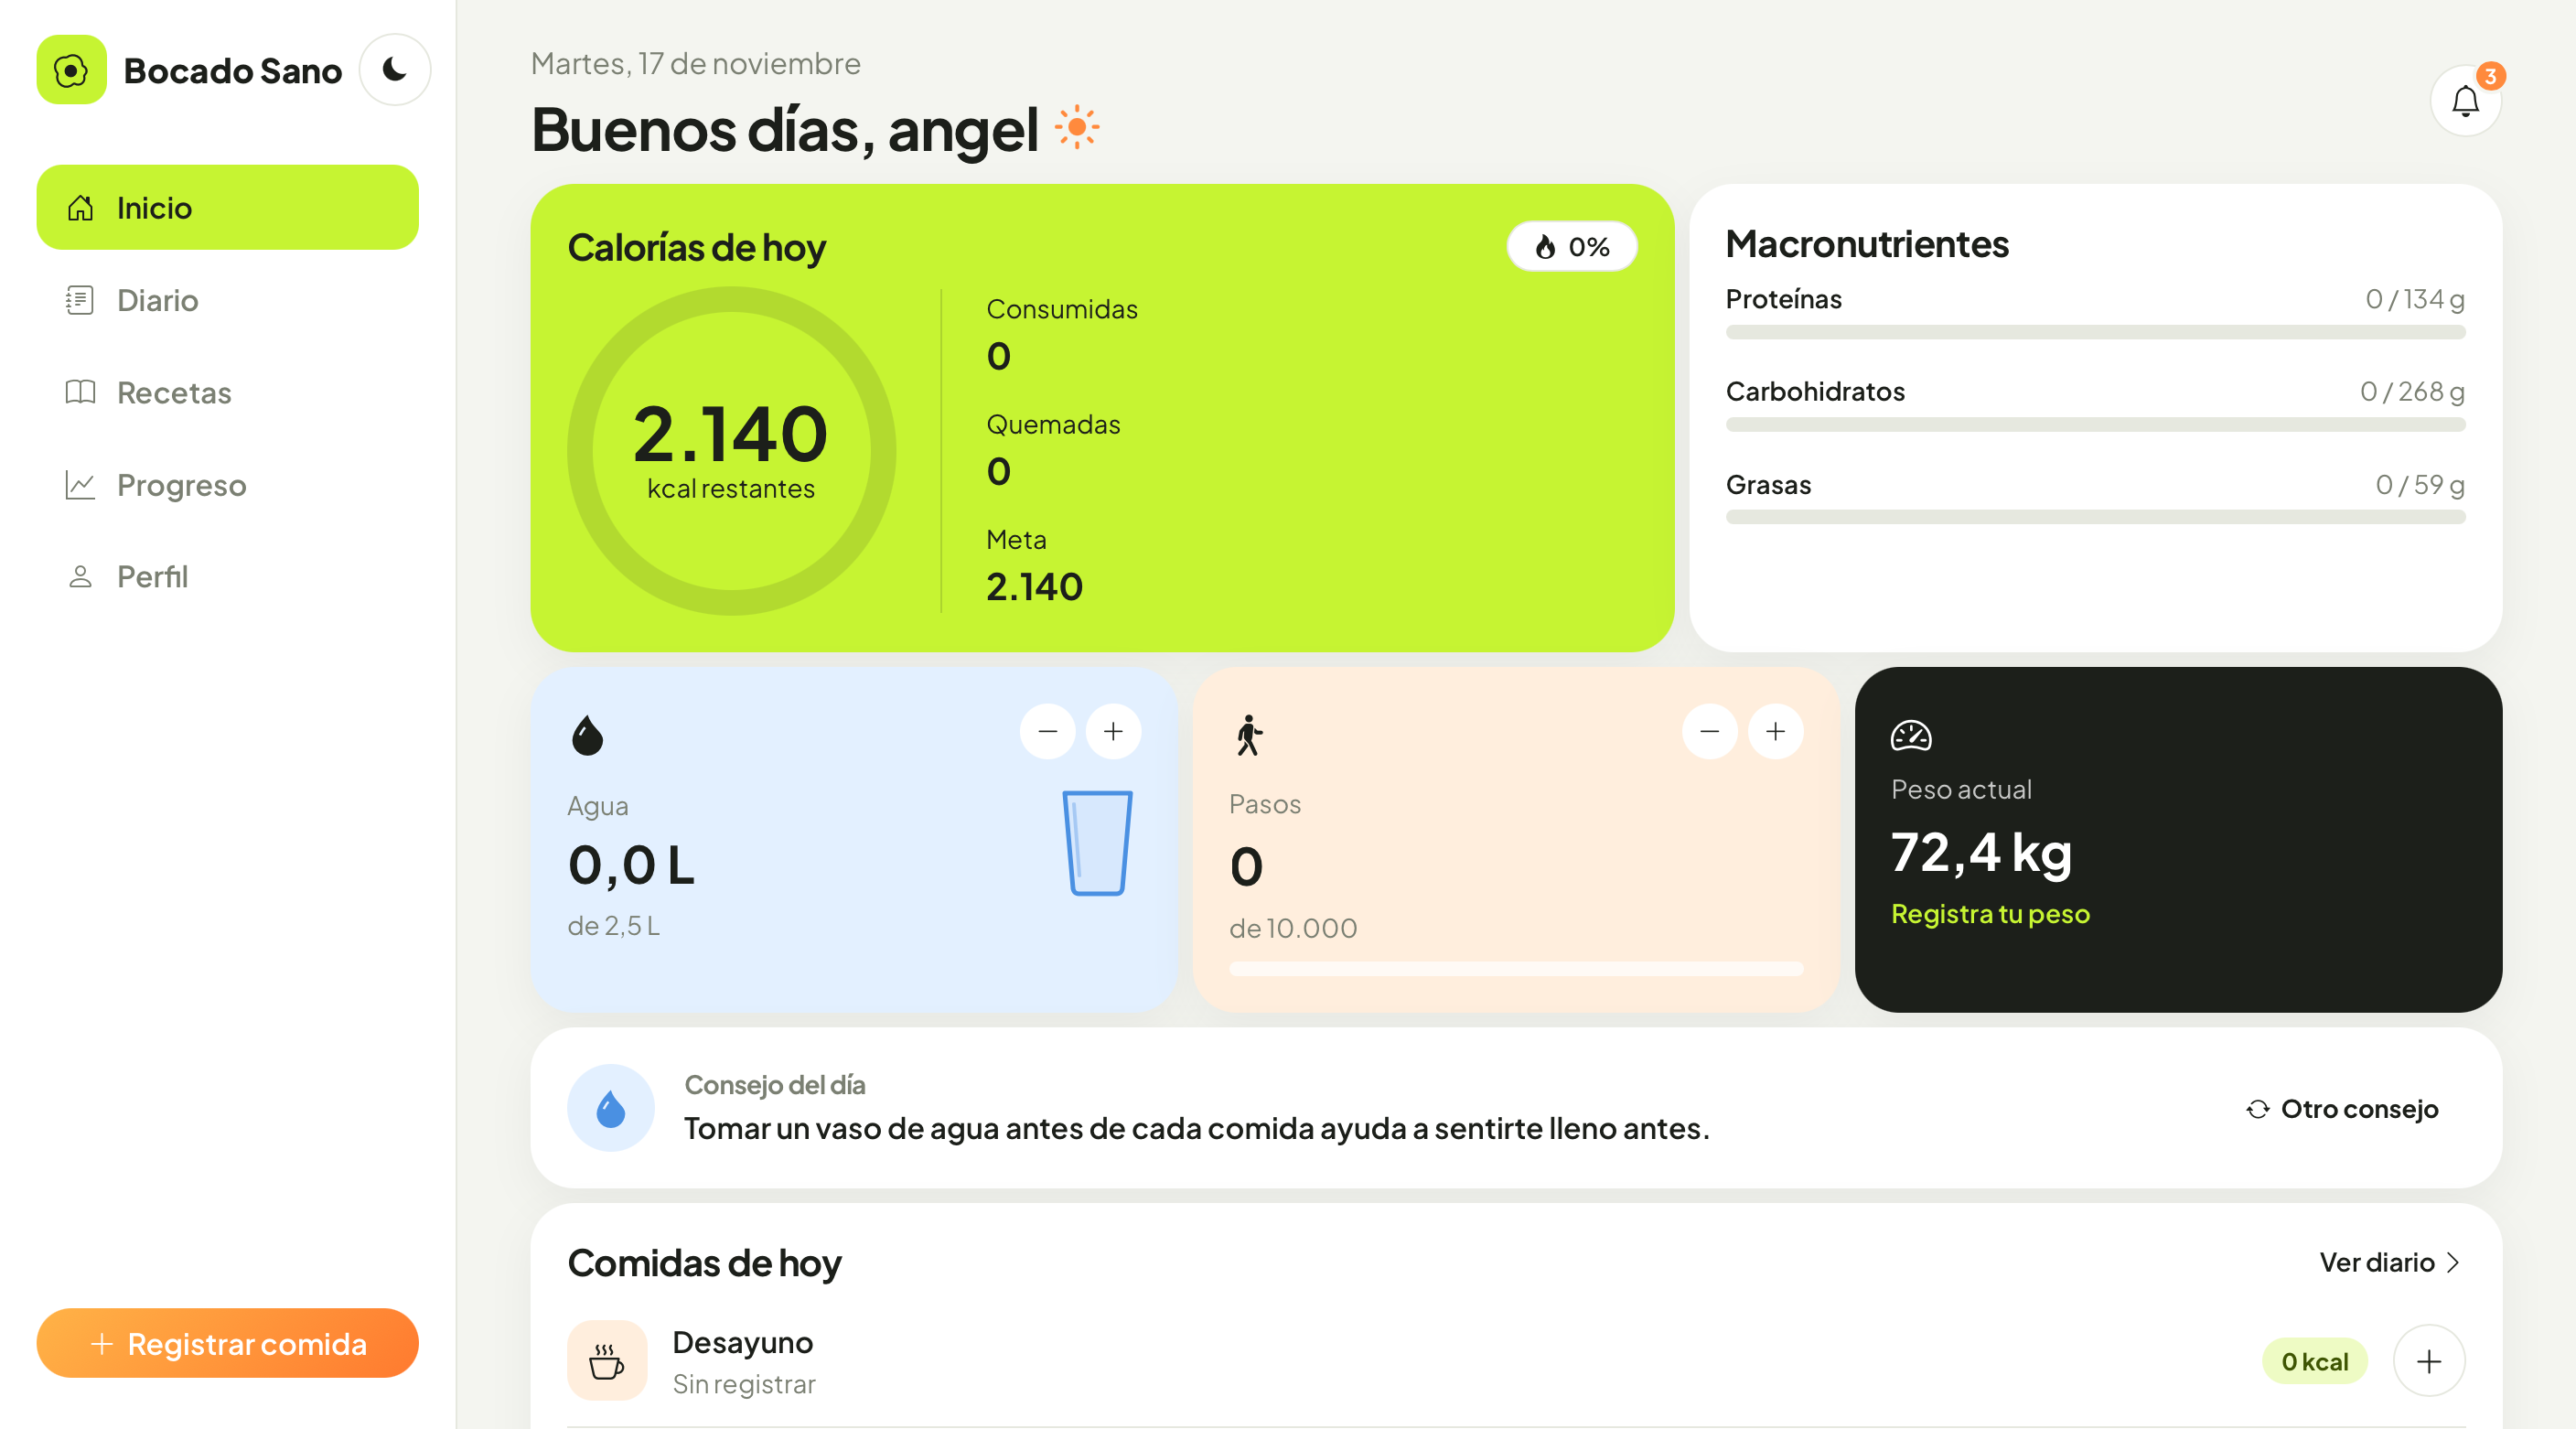 Bocado Sano
Inicio
Diario
Recetas
Progreso
Perfil
+ Registrar comida
Martes, 17 de noviembre
Buenos días, angel
3
Calorías de hoy
0%
2.140
kcal restantes
Consumidas
0
Quemadas
0
Meta
2.140
Macronutrientes
Proteínas 0 / 134 g
Carbohidratos 0 / 268 g
Grasas 0 / 59 g
Agua
0,0 L
de 2,5 L
Pasos
0
de 10.000
Peso actual
72,4 kg
Registra tu peso
Consejo del día
Tomar un vaso de agua antes de cada comida ayuda a sentirte lleno antes.
Otro consejo
Comidas de hoy
Ver diario
Desayuno
Sin registrar
0 kcal